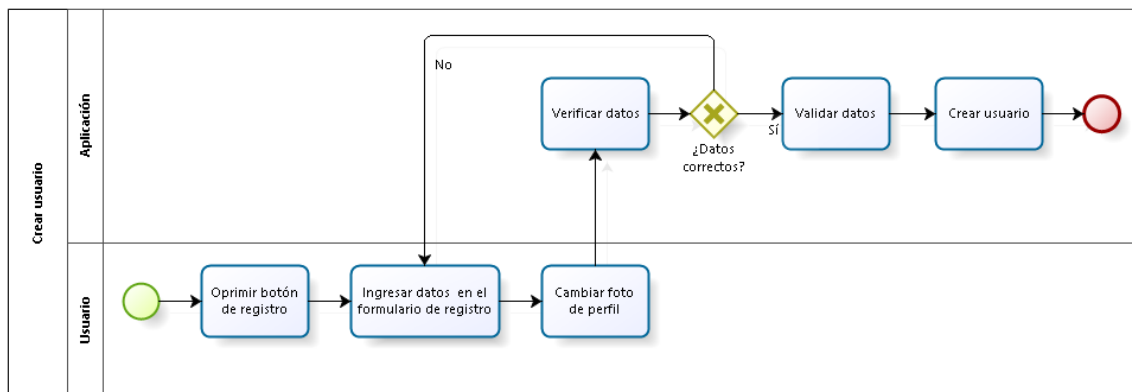 Crear usuario
Aplicación
No
Verificar datos
¿Datos
correctos?
Sí
Validar datos
Crear usuario
Usuario
Oprimir botón
de registro
Ingresar datos en el
formulario de registro
Cambiar foto
de perfil